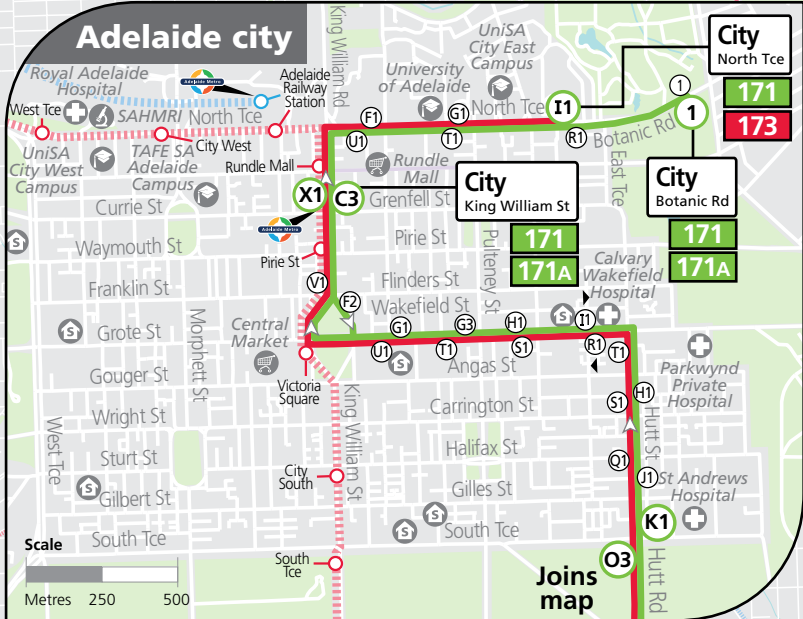 Adelaide city
King William Rd
UniSA
City East
Campus
City
North Tce
171
173
Royal Adelaide
Hospital
Adelaide Metro
Adelaide
Railway
Station
University
of Adelaide
West Tce
SAHMRI
North Tce
F1
G1
North Tce
I1
1
1
UniSA
City West
Campus
TAFE SA
Adelaide
Campus
City West
U1
T1
R1
Botanic Rd
Rundle Mall
Rundle
Mall
East Tce
City
Botanic Rd
171
171A
Currie St
X1
C3
Grenfell St
City
King William St
171
171A
Adelaide Metro
Waymouth St
Pirie St
Pirie St
Pulteney St
Calvary
Wakefield
Hospital
Franklin St
V1
Flinders St
F2
Wakefield St
Grote St
Morphett St
Central
Market
G1
G3
H1
I1
U1
T1
S1
R1
T1
Gouger St
Victoria
Square
Angas St
Parkwynd
Private
Hospital
West Tce
Wright St
King William St
Carrington St
S1
H1
Hutt St
Sturt St
Halifax St
Q1
Gilbert St
City
South
Gilles St
J1
St Andrews
Hospital
South Tce
South Tce
K1
Scale
South
Tce
O3
Joins
map
Hutt Rd
Metres 250 500
S
S
S
S
S
S